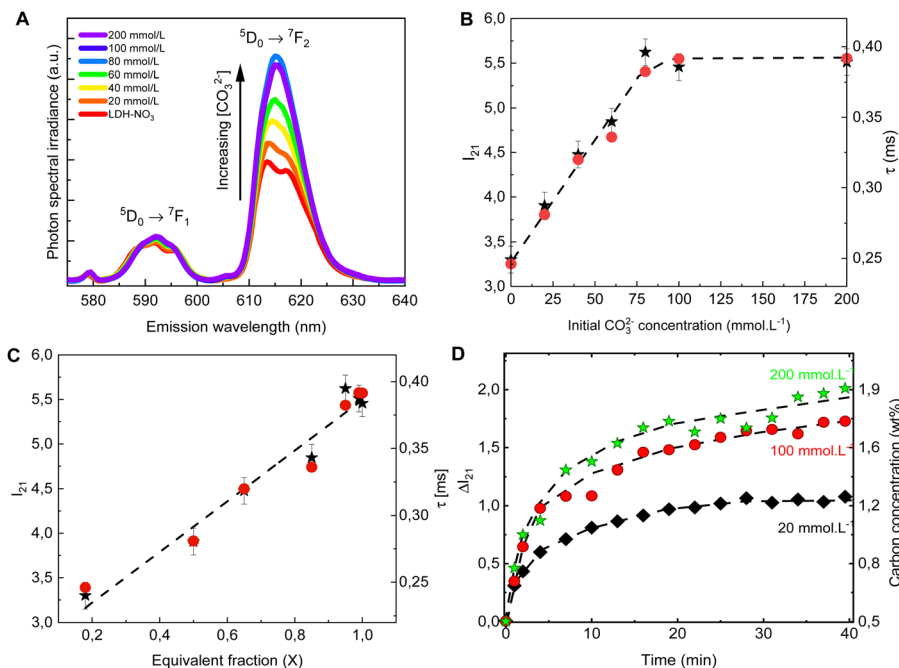 A
⁵D₀ → ⁷F₂
200 mmol/L
100 mmol/L
80 mmol/L
60 mmol/L
40 mmol/L
20 mmol/L
LDH-NO₃
Increasing [CO₃²⁻]
⁵D₀ → ⁷F₁
Photon spectral irradiance (a.u.)
580 590 600 610 620 630 640
Emission wavelength (nm)
B
6.0
5.5
5.0
4.5
4.0
3.5
3.0
I₂₁
0,40
0,35
0,30
0,25
τ (ms)
0 25 50 75 100 125 150 175 200
Initial CO₃²⁻ concentration (mmol.L⁻¹)
C
6,0
5,5
5,0
4,5
4,0
3,5
3,0
I₂₁
0,40
0,35
0,30
0,25
τ [ms]
0,2 0,4 0,6 0,8 1,0
Equivalent fraction (X)
D
2,0
1,5
1,0
0,5
0,0
ΔI₂₁
200 mmol.L⁻¹
100 mmol.L⁻¹
20 mmol.L⁻¹
1,9
1,6
1,2
0,8
0,5
Carbon concentration (wt%)
0 10 20 30 40
Time (min)